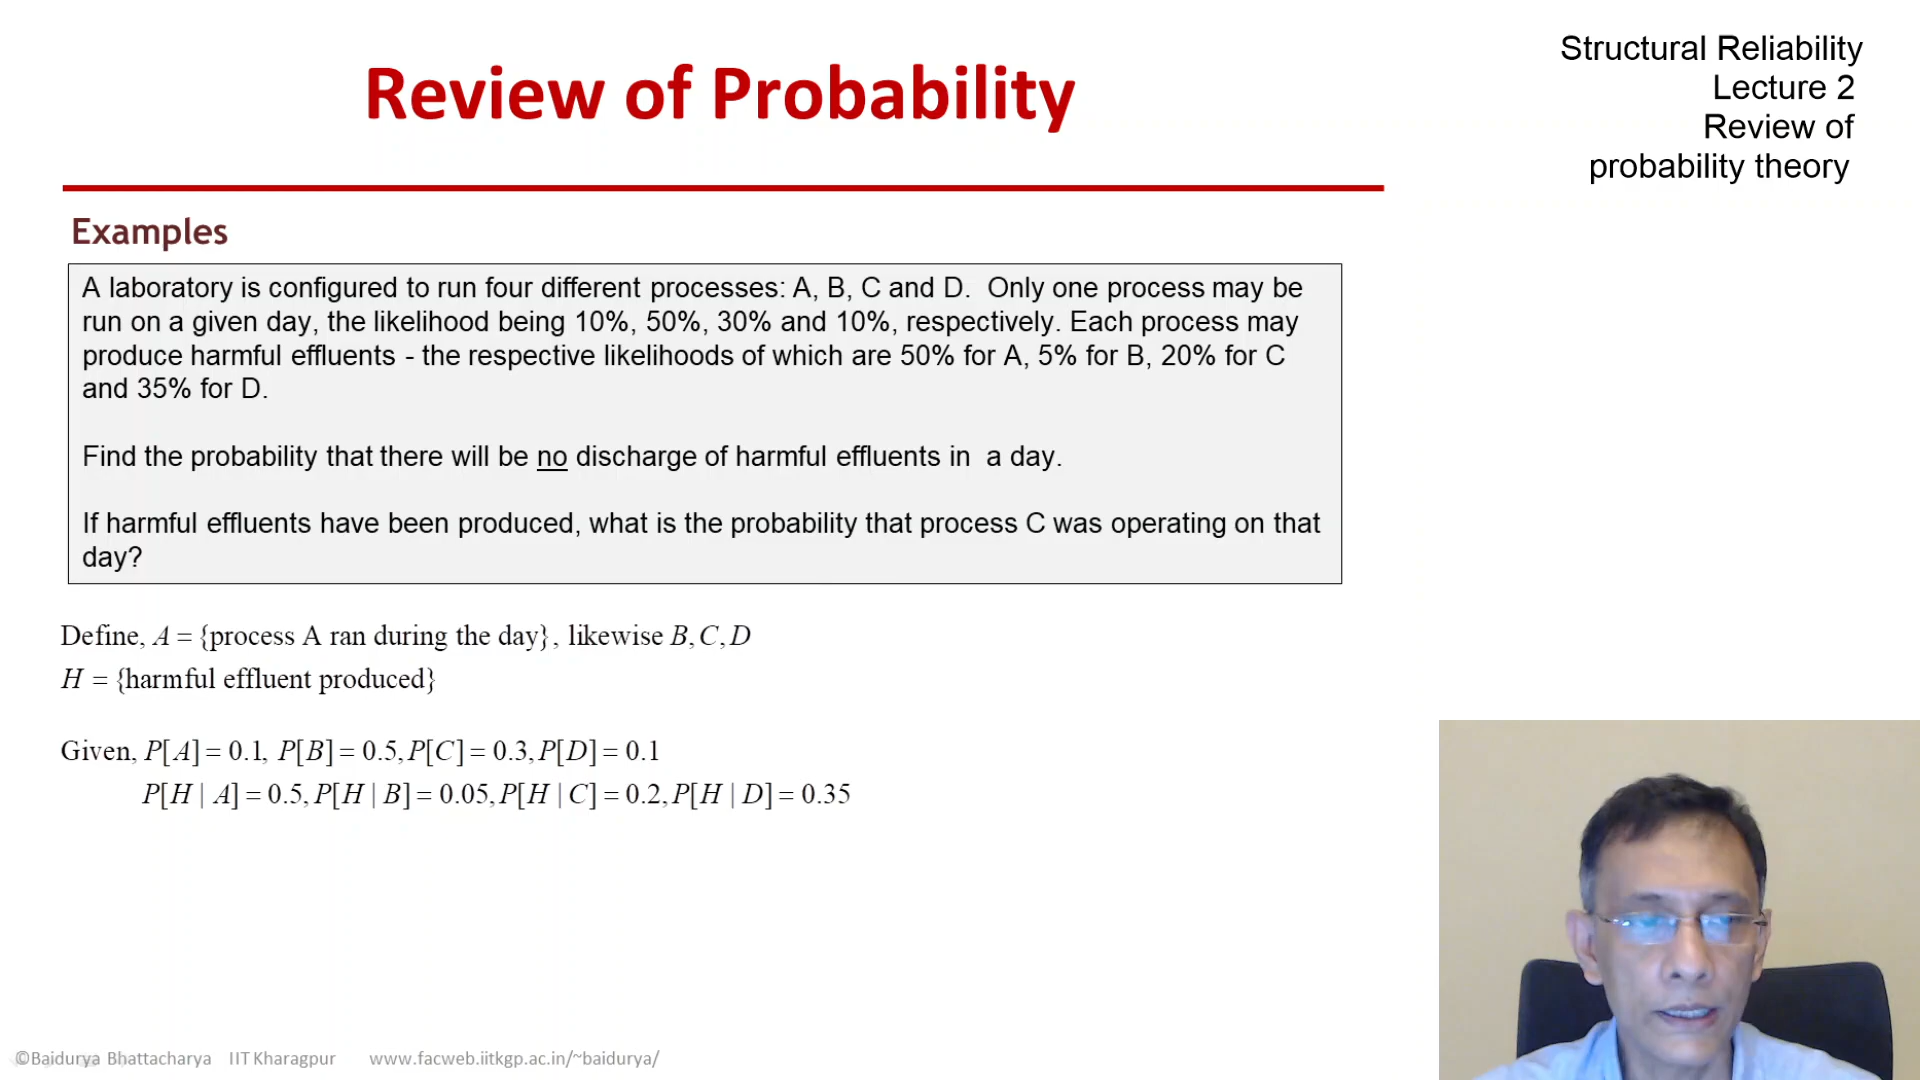 Review of Probability
Structural Reliability
Lecture 2
Review of
probability theory
Examples
A laboratory is configured to run four different processes: A, B, C and D.  Only one process may be
run on a given day, the likelihood being 10%, 50%, 30% and 10%, respectively. Each process may
produce harmful effluents - the respective likelihoods of which are 50% for A, 5% for B, 20% for C
and 35% for D.
Find the probability that there will be no discharge of harmful effluents in  a day.
If harmful effluents have been produced, what is the probability that process C was operating on that
day?
Define, A = {process A ran during the day}, likewise B, C, D
H = {harmful effluent produced}
Given, P[A] = 0.1, P[B] = 0.5, P[C] = 0.3, P[D] = 0.1
P[H | A] = 0.5, P[H | B] = 0.05, P[H | C] = 0.2, P[H | D] = 0.35
©Baidurya Bhattacharya   IIT Kharagpur   www.facweb.iitkgp.ac.in/~baidurya/